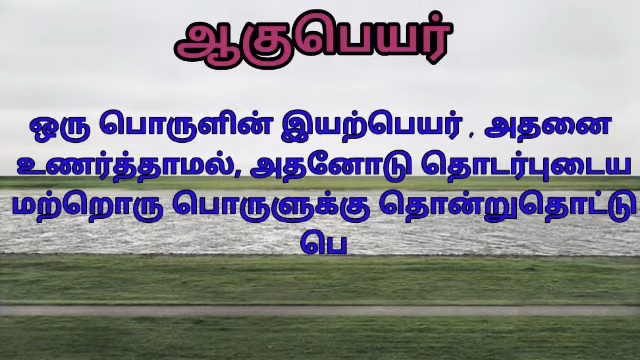 ஆகுபெயர்
ஒரு பொருளின் இயற்பெயர் , அதனை
உணர்த்தாமல், அதனோடு தொடர்புடைய
மற்றொரு பொருளுக்கு தொன்றுதொட்டு
பெ